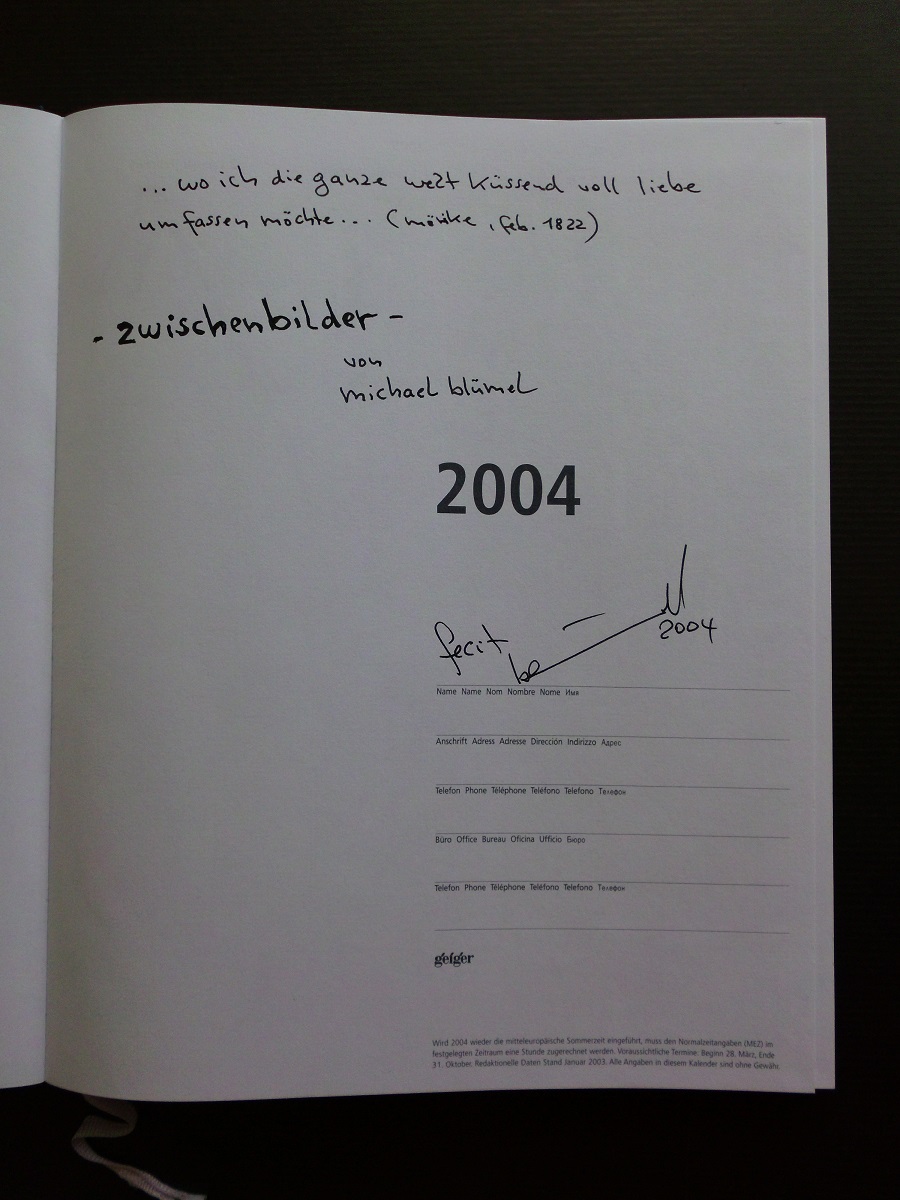 ... wo ich die ganze welt küssend voll liebe
umfassen möchte... (mörike, feb. 1822)
- zwischenbilder -
von
michael blümel
2004
fecit
2004
Name Name Nom Nombre Nome Имя
Anschrift Adress Adresse Dirección Indirizzo Адрес
Telefon Phone Téléphone Teléfono Telefono Телефон
Büro Office Bureau Oficina Ufficio Бюро
Telefon Phone Téléphone Teléfono Telefono Телефон
geiger
Wird 2004 wieder die mitteleuropäische Sommerzeit eingeführt, muss den Normalzeitangaben (MEZ) im
festgelegten Zeitraum eine Stunde zugerechnet werden. Voraussichtliche Termine: Beginn 28. März, Ende
31. Oktober. Redaktionelle Daten Stand Januar 2003. Alle Angaben in diesem Kalender sind ohne Gewähr.